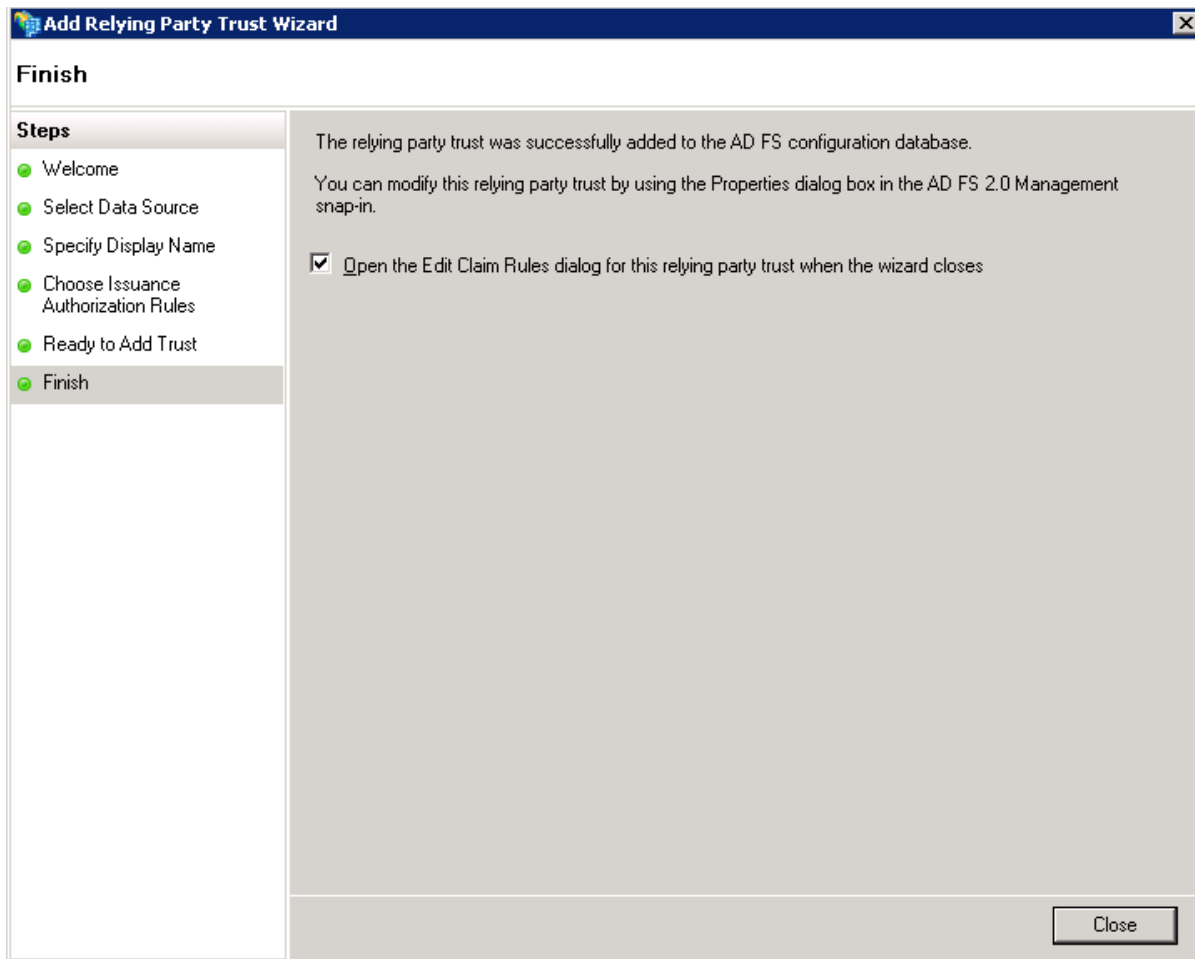 Add Relying Party Trust Wizard
Finish
Steps
Welcome
Select Data Source
Specify Display Name
Choose Issuance
Authorization Rules
Ready to Add Trust
Finish
The relying party trust was successfully added to the AD FS configuration database.
You can modify this relying party trust by using the Properties dialog box in the AD FS 2.0 Management
snap-in.
Open the Edit Claim Rules dialog for this relying party trust when the wizard closes
Close